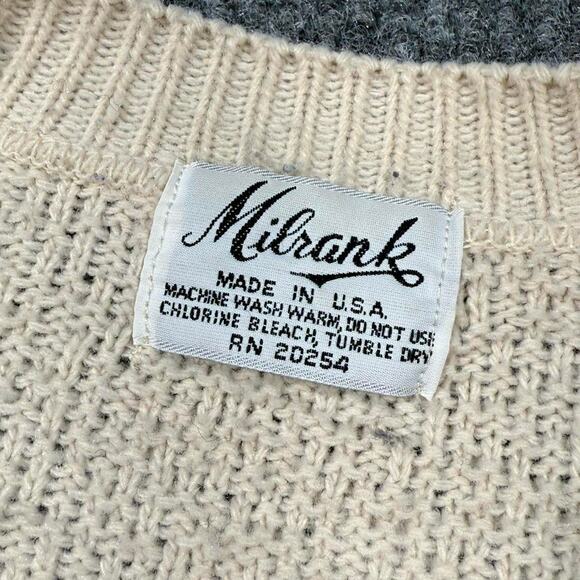 Milrank
MADE IN U.S.A.
MACHINE WASH WARM, DO NOT USE
CHLORINE BLEACH, TUMBLE DRY
RN 20254